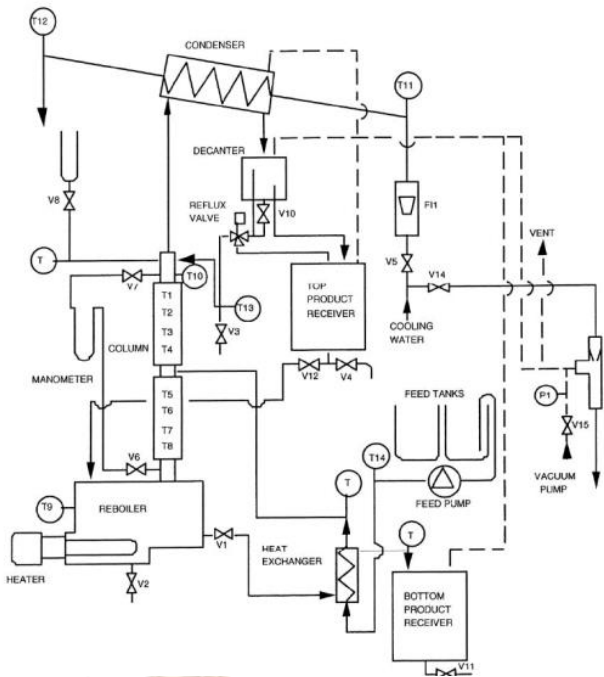 T12
CONDENSER
T11
DECANTER
V8
REFLUX
VALVE
V10
FI1
VENT
T
V5
V14
V7
T10
T1
T2
T3
T4
T13
TOP
PRODUCT
RECEIVER
COOLING
WATER
COLUMN
V3
MANOMETER
V12
V4
FEED TANKS
P1
V15
T5
T6
T7
T8
T14
V6
VACUUM
PUMP
T
FEED PUMP
T9
REBOILER
V1
HEAT
EXCHANGER
T
HEATER
V2
BOTTOM
PRODUCT
RECEIVER
V11